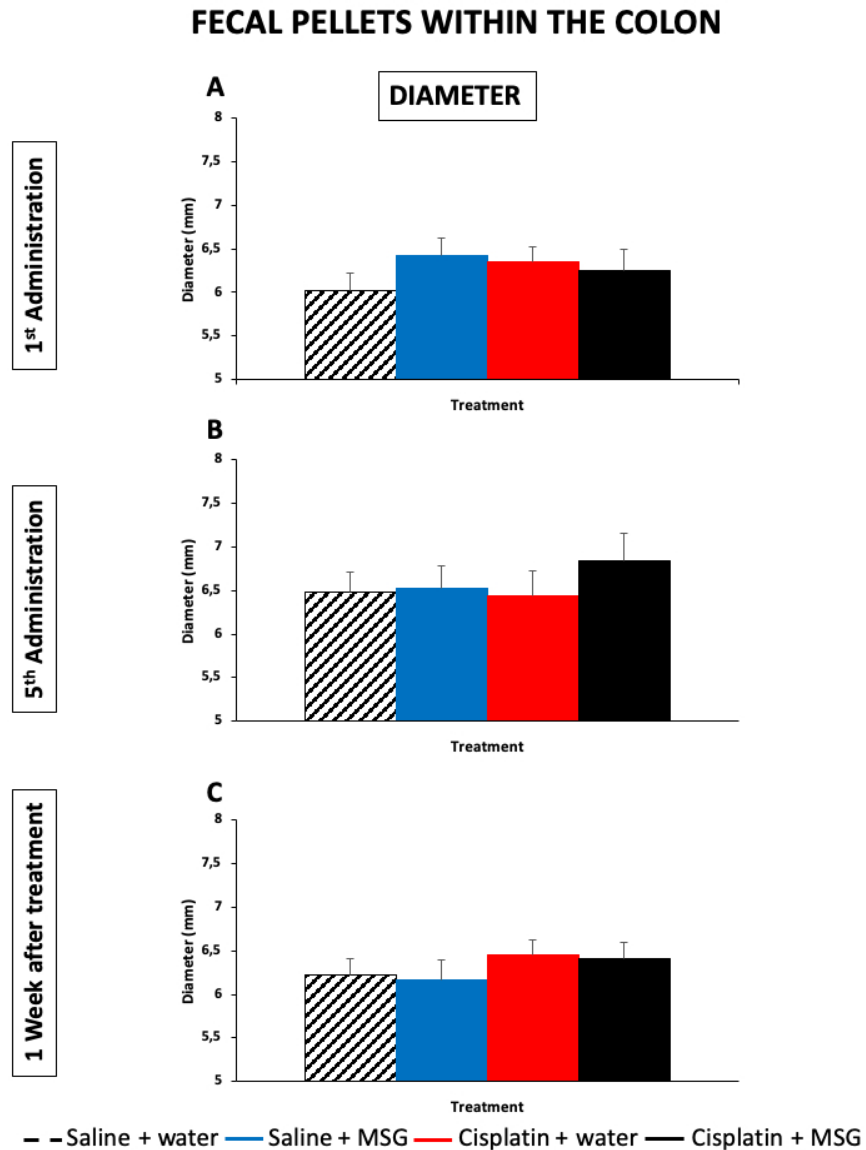 FECAL PELLETS WITHIN THE COLON
A
DIAMETER
1st Administration
Diameter (mm)
8
7,5
7
6,5
6
5,5
5
Treatment
B
5th Administration
Diameter (mm)
8
7,5
7
6,5
6
5,5
5
Treatment
C
1 Week after treatment
Diameter (mm)
8
7,5
7
6,5
6
5,5
5
Treatment
Saline + water Saline + MSG Cisplatin + water Cisplatin + MSG